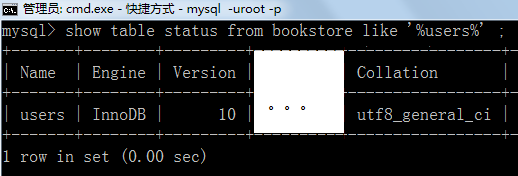 管理员: cmd.exe - 快捷方式 - mysql -uroot -p
mysql> show table status from bookstore like '%users%' ;
+-------+--------+---------+ +-----------------+
| Name | Engine | Version | Collation |
+-------+--------+---------+ +-----------------+
| users | InnoDB | 10 | 。。。 utf8_general_ci |
+-------+--------+---------+ +-----------------+
1 row in set (0.00 sec)